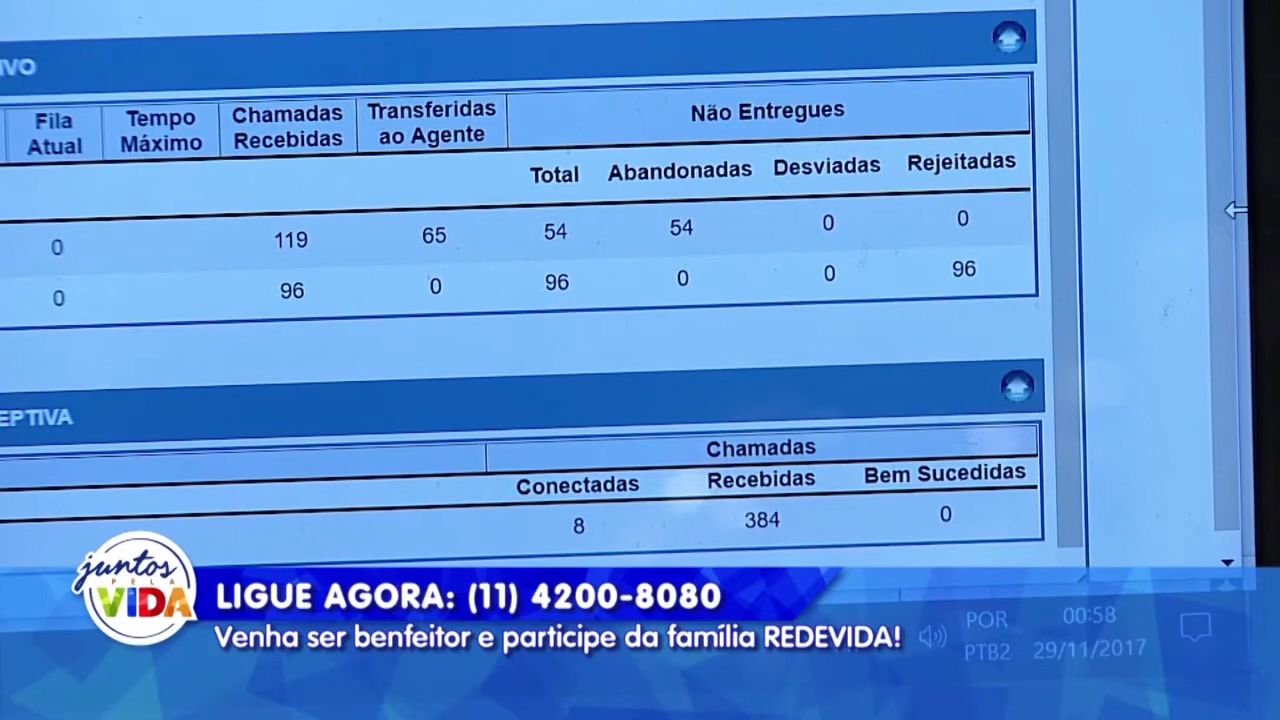 IVO
Fila Atual Tempo Máximo Chamadas Recebidas Transferidas ao Agente Não Entregues
Total Abandonadas Desviadas Rejeitadas
0 119 65 54 54 0 0
0 96 0 96 0 0 96
EPTIVA
Chamadas
Conectadas Recebidas Bem Sucedidas
8 384 0
juntos
PELA
VIDA
LIGUE AGORA: (11) 4200-8080
Venha ser benfeitor e participe da família REDEVIDA!
POR 00:58
PTB2 29/11/2017